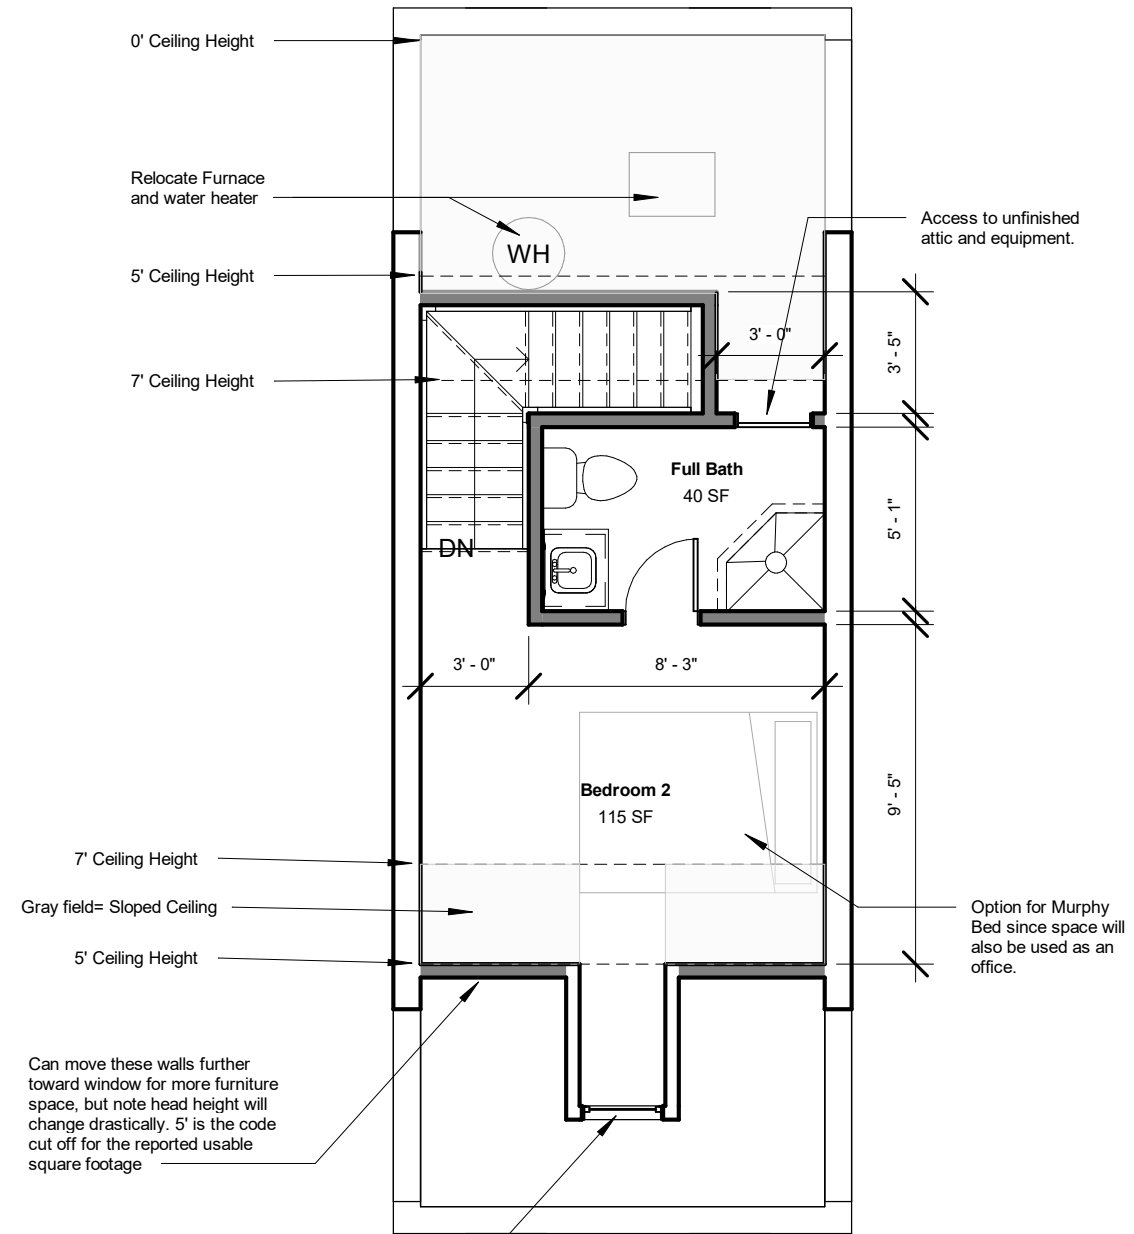 0' Ceiling Height
Relocate Furnace
and water heater
WH
Access to unfinished
attic and equipment.
5' Ceiling Height
3' - 0"
3' - 5"
7' Ceiling Height
Full Bath
40 SF
5' - 1"
DN
3' - 0"
8' - 3"
Bedroom 2
115 SF
9' - 5"
7' Ceiling Height
Gray field= Sloped Ceiling
5' Ceiling Height
Option for Murphy
Bed since space will
also be used as an
office.
Can move these walls further
toward window for more furniture
space, but note head height will
change drastically. 5' is the code
cut off for the reported usable
square footage